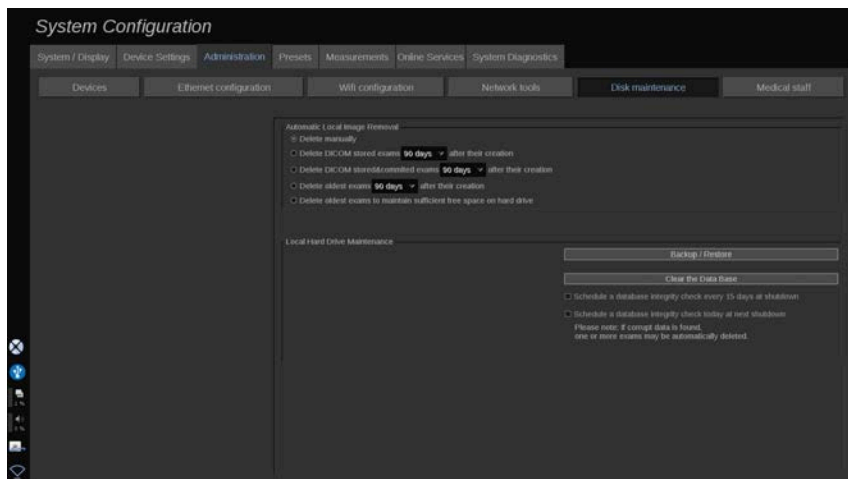 System Configuration
System / Display Device Settings Administration Presets Measurements Online Services System Diagnostics
Devices Ethernet configuration Wifi configuration Network tools Disk maintenance Medical staff
Automatic Local Image Removal
Delete manually
Delete DICOM stored exams 90 days after their creation
Delete DICOM stored&commited exams 90 days after their creation
Delete oldest exams 90 days after their creation
Delete oldest exams to maintain sufficient free space on hard drive
Local Hard Drive Maintenance
Backup / Restore
Clear the Data Base
Schedule a database integrity check every 15 days at shutdown
Schedule a database integrity check today at next shutdown
Please note: if corrupt data is found,
one or more exams may be automatically deleted.